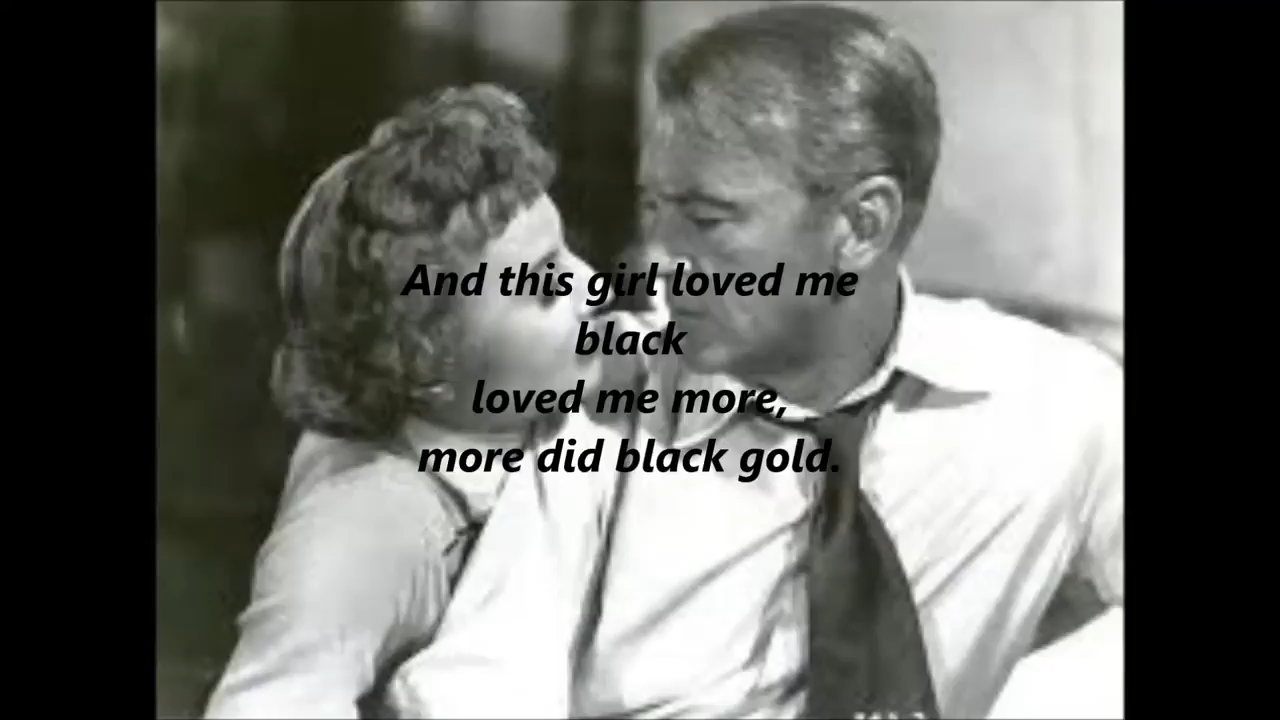 And this girl loved me
black
loved me more,
more did black gold.